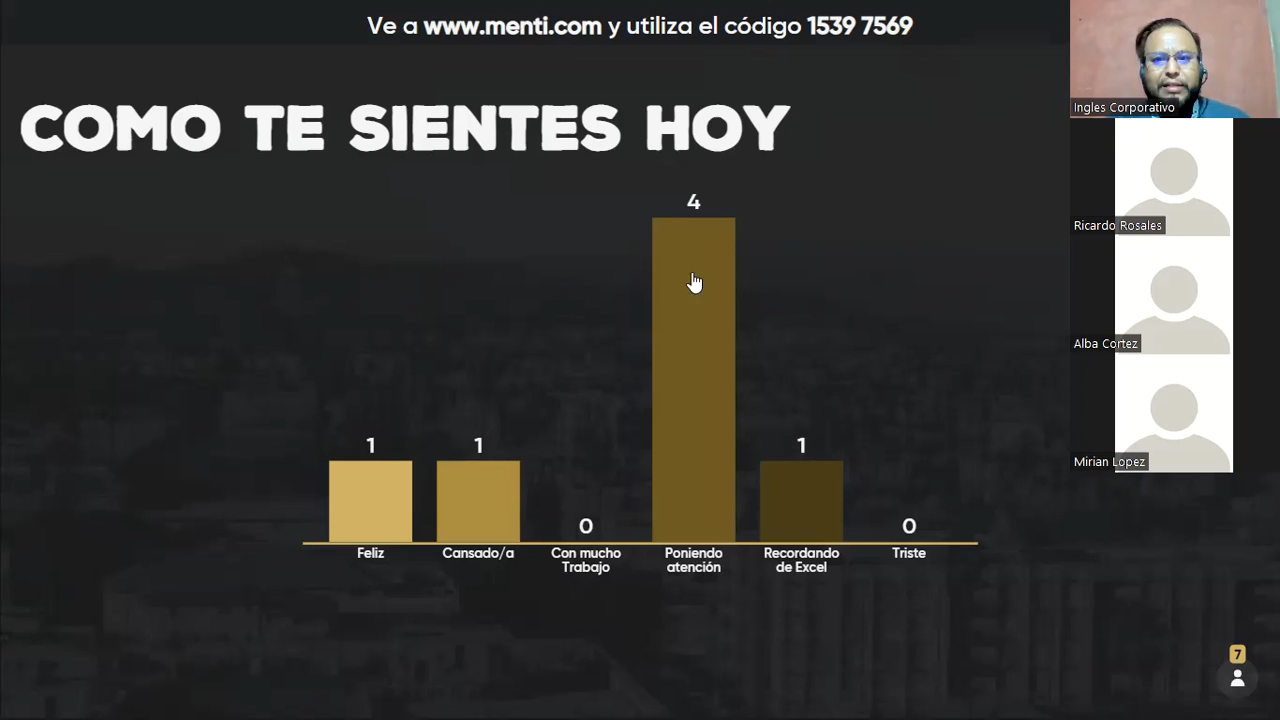 Ve a www.menti.com y utiliza el código 1539 7569
COMO TE SIENTES HOY
4
1
1
1
0
0
Feliz
Cansado/a
Con mucho
Trabajo
Poniendo
atención
Recordando
de Excel
Triste
7
Ingles Corporativo
Ricardo Rosales
Alba Cortez
Mirian Lopez